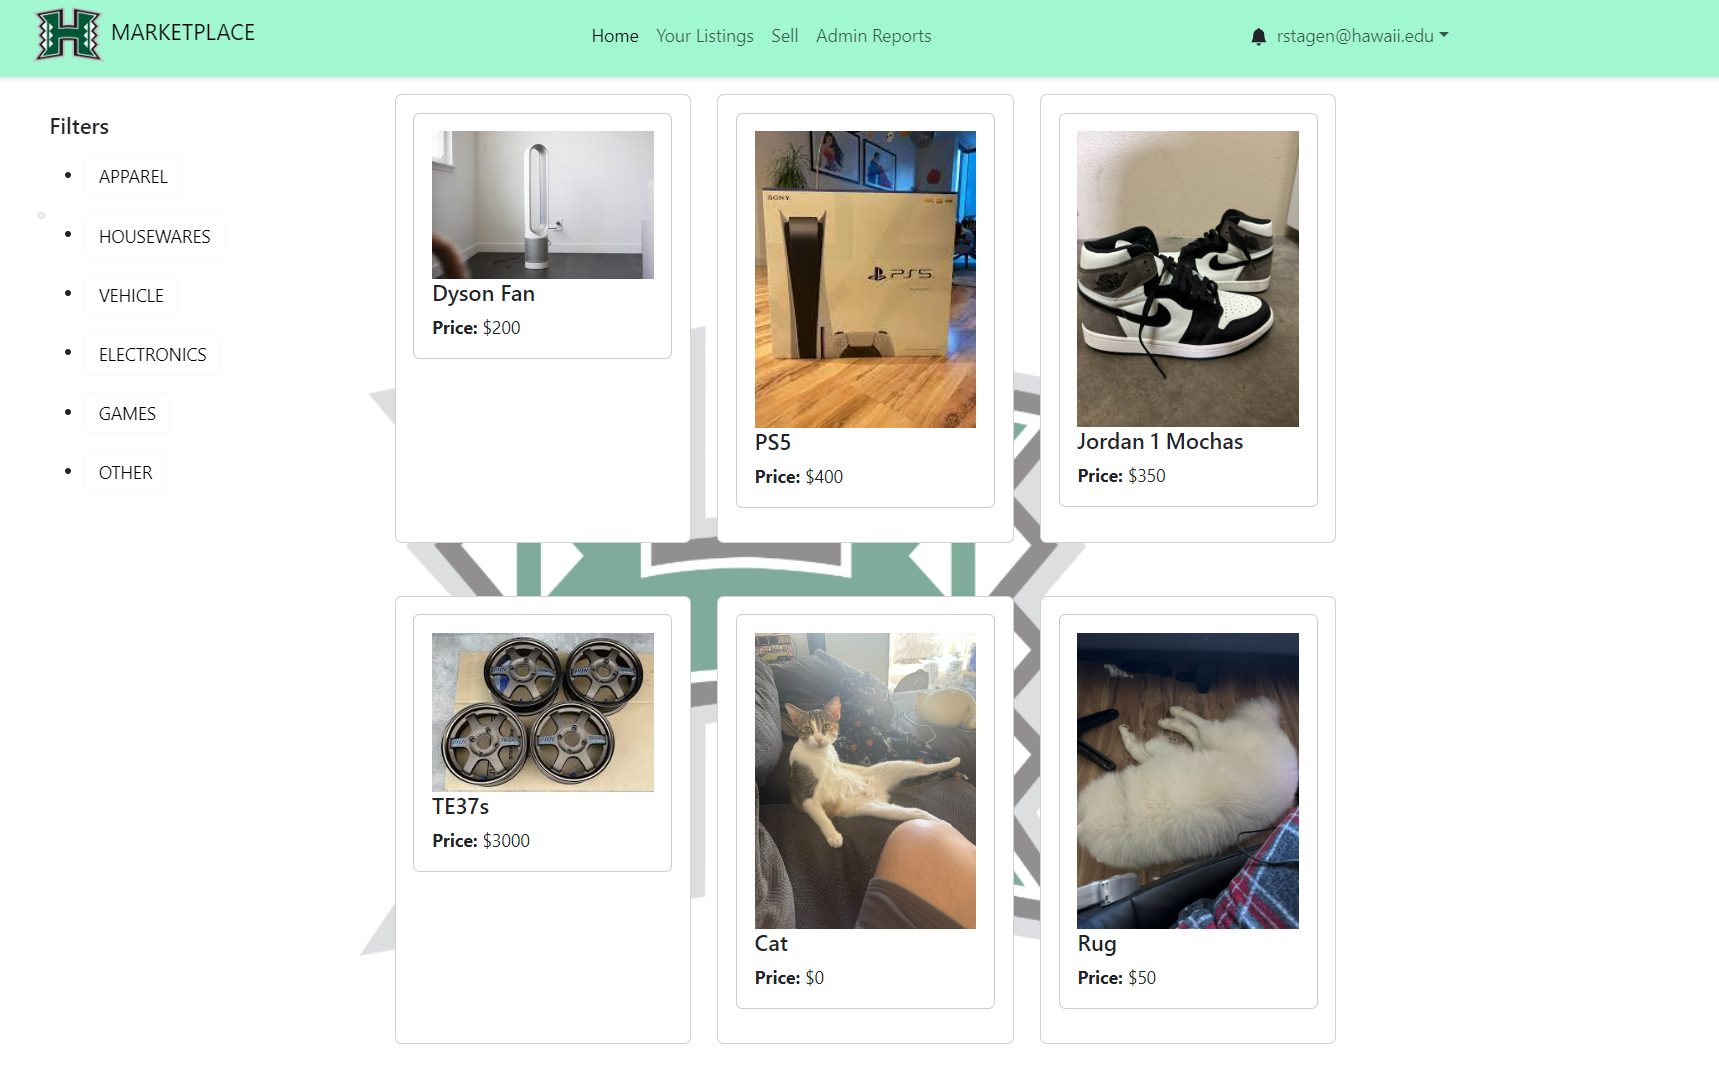 MARKETPLACE
Home Your Listings Sell Admin Reports
rstagen@hawaii.edu
Filters
APPAREL
HOUSEWARES
VEHICLE
ELECTRONICS
GAMES
OTHER
Dyson Fan
Price: $200
SONY
PS5
PS5
Price: $400
Jordan 1 Mochas
Price: $350
TE37s
Price: $3000
Cat
Price: $0
Rug
Price: $50